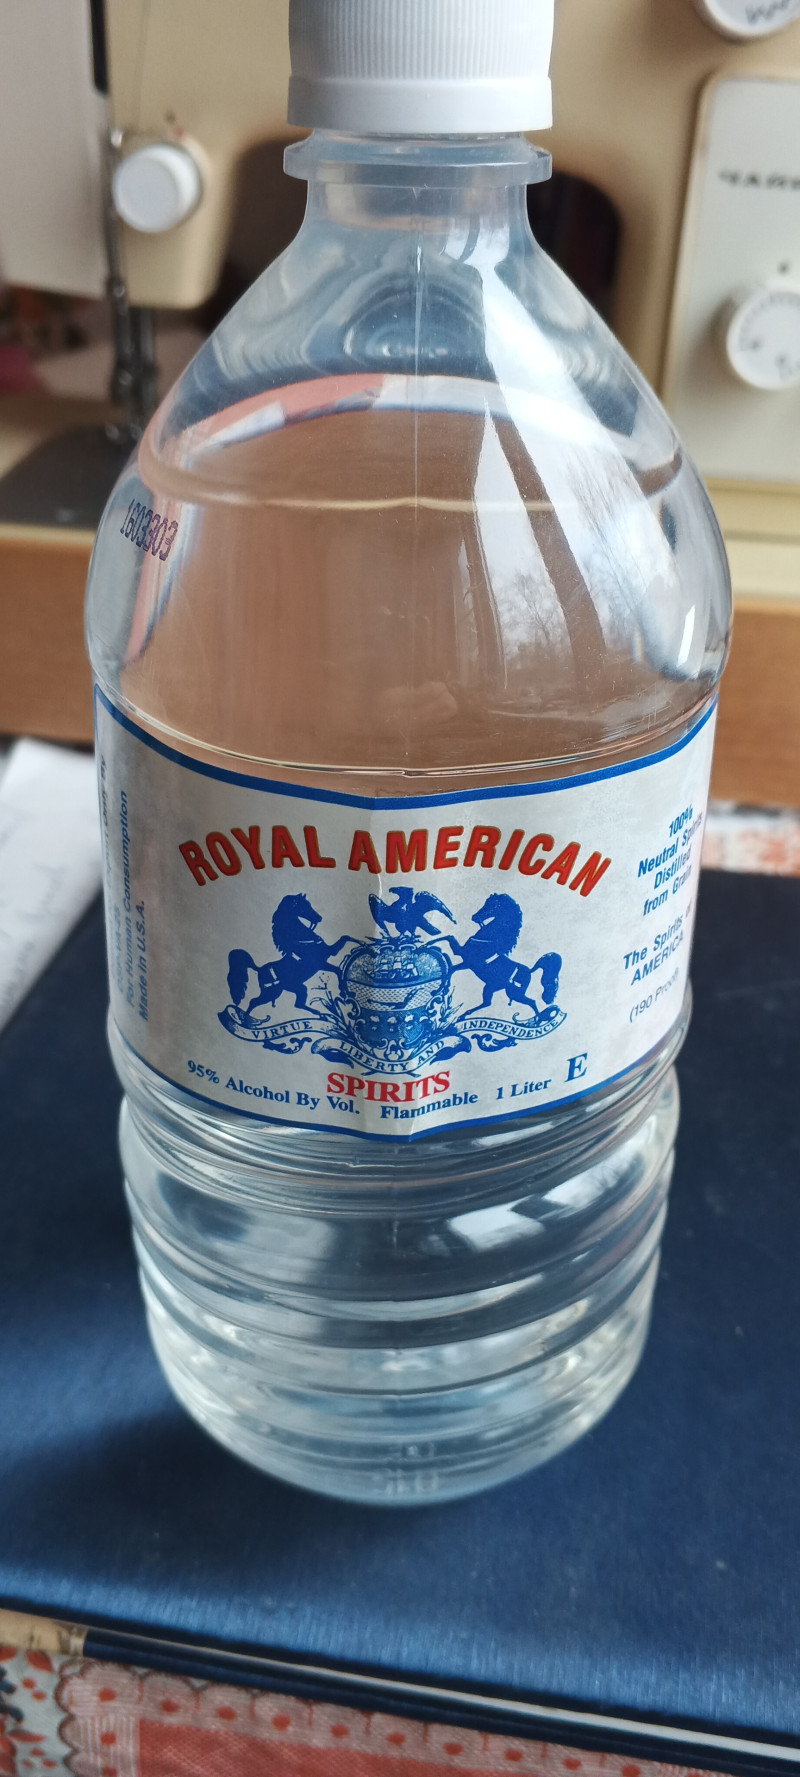 1603303
For Human Consumption
Made in U.S.A.
ROYAL AMERICAN
VIRTUE
LIBERTY AND
INDEPENDENCE
SPIRITS
95% Alcohol By Vol. Flammable 1 Liter E
100%
Neutral Spirits
Distilled
from Grain
The Spirits of
AMERICA
(190 Proof)